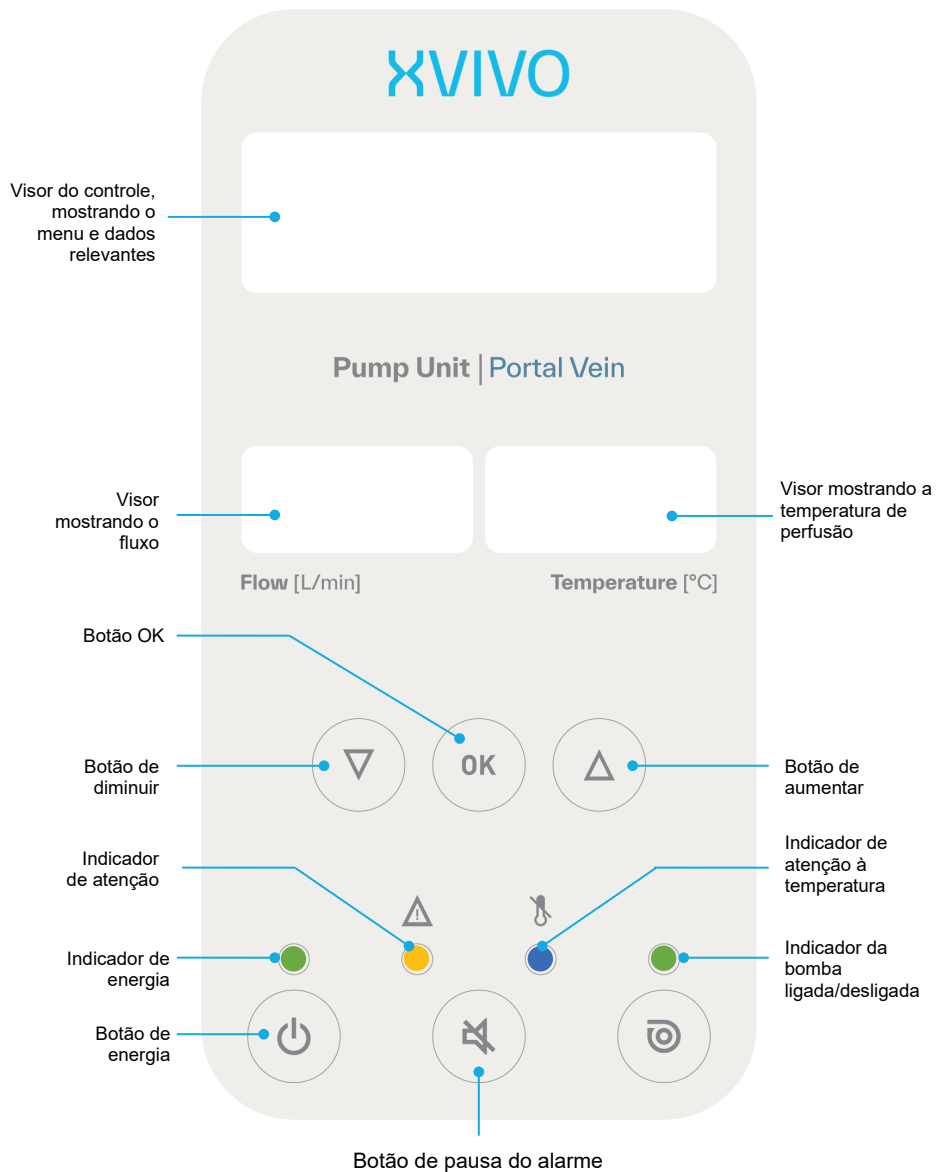 XVIVO
Visor do controle,
mostrando o
menu e dados
relevantes
Pump Unit | Portal Vein
Visor
mostrando o
fluxo
Visor mostrando a
temperatura de
perfusão
Flow [L/min]
Temperature [°C]
Botão OK
OK
Botão de
diminuir
Botão de
aumentar
Indicador
de atenção
Indicador de
atenção à
temperatura
Indicador de
energia
Indicador da
bomba
ligada/desligada
Botão de
energia
Botão de pausa do alarme